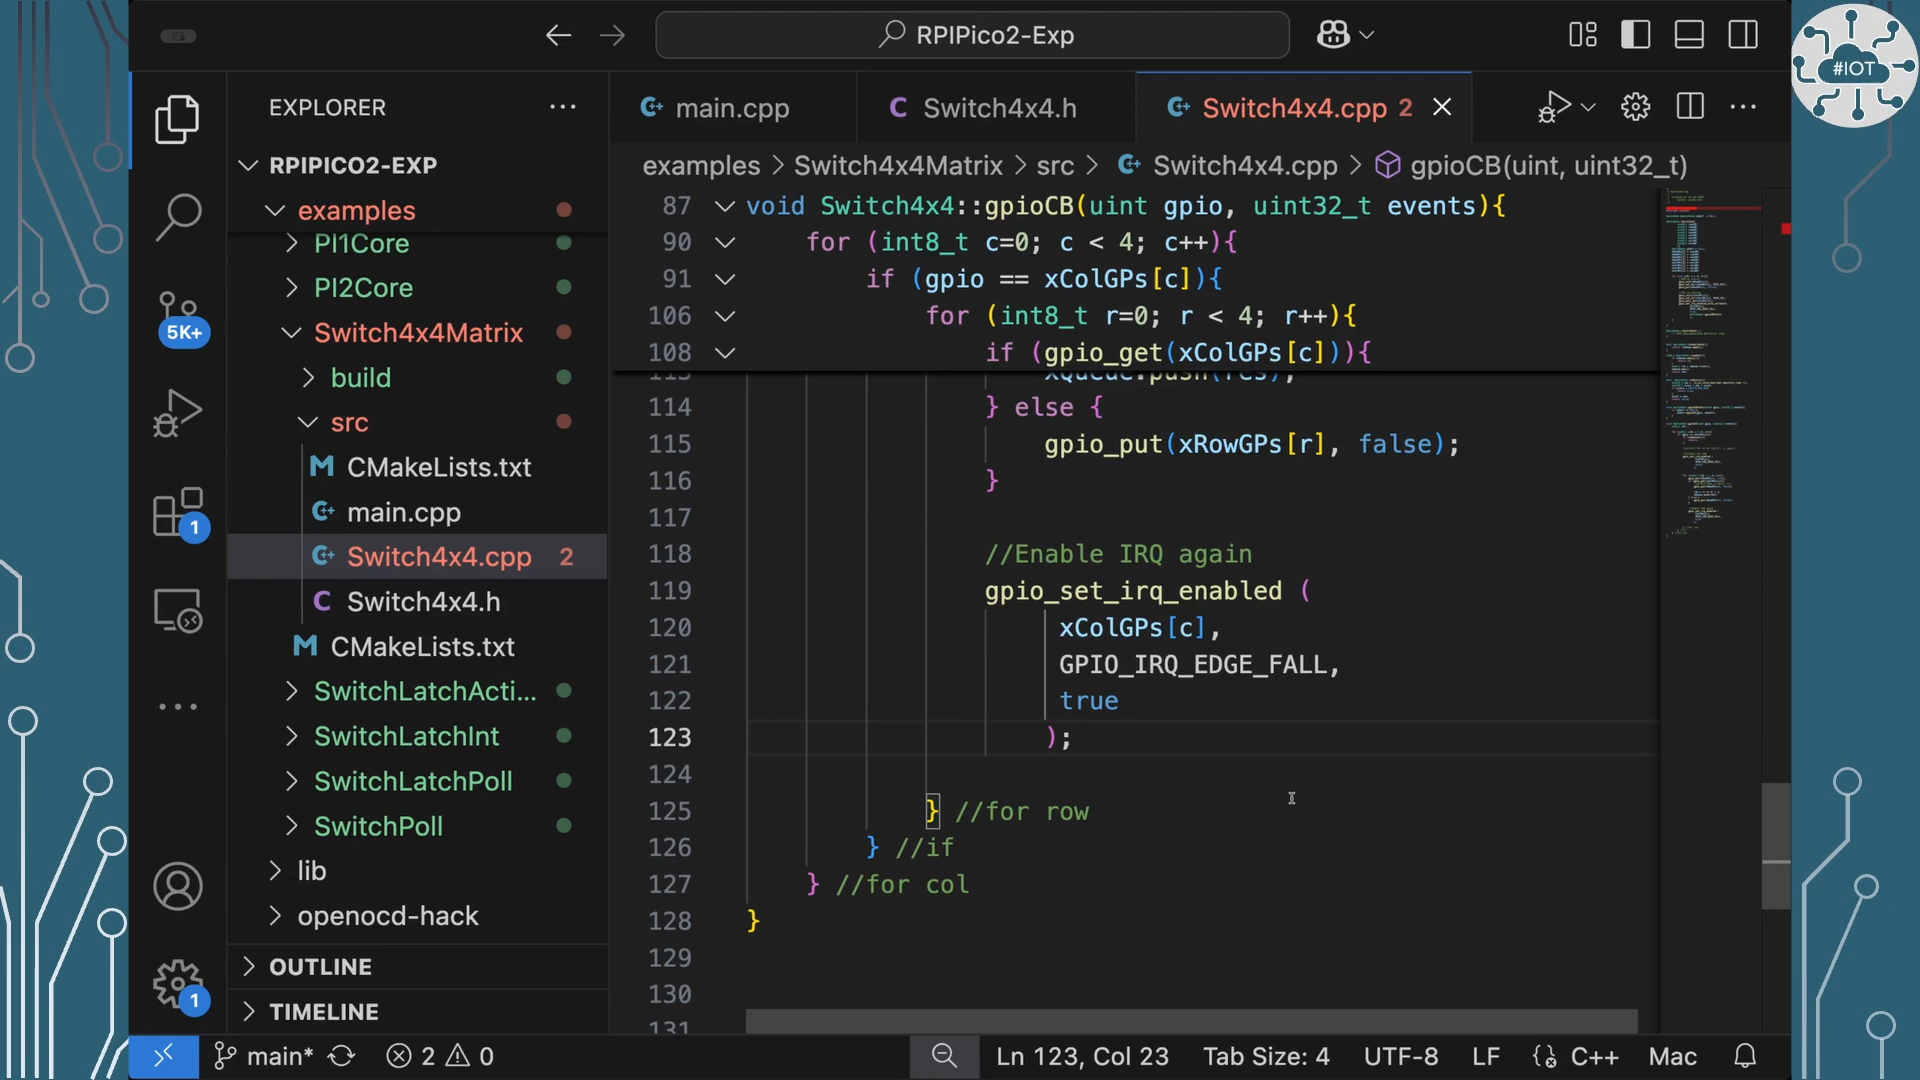 RPIPico2-Exp
#IOT
EXPLORER
main.cpp
Switch4x4.h
Switch4x4.cpp 2
RPIPICO2-EXP
examples > Switch4x4Matrix > src > Switch4x4.cpp > gpioCB(uint, uint32_t)
examples
PI1Core
PI2Core
Switch4x4Matrix
build
src
CMakeLists.txt
main.cpp
Switch4x4.cpp 2
Switch4x4.h
CMakeLists.txt
SwitchLatchActi...
SwitchLatchInt
SwitchLatchPoll
SwitchPoll
lib
openocd-hack
OUTLINE
TIMELINE
5K+
1
1
87 void Switch4x4::gpioCB(uint gpio, uint32_t events){
90 for (int8_t c=0; c < 4; c++){
91 if (gpio == xColGPs[c]){
106 for (int8_t r=0; r < 4; r++){
108 if (gpio_get(xColGPs[c])){
113 xQueue.push(res);
114 } else {
115 gpio_put(xRowGPs[r], false);
116 }
117
118 //Enable IRQ again
119 gpio_set_irq_enabled (
120 xColGPs[c],
121 GPIO_IRQ_EDGE_FALL,
122 true
123 );
124
125 } //for row
126 } //if
127 } //for col
128 }
129
130
131
main* 2 0 Ln 123, Col 23 Tab Size: 4 UTF-8 LF C++ Mac